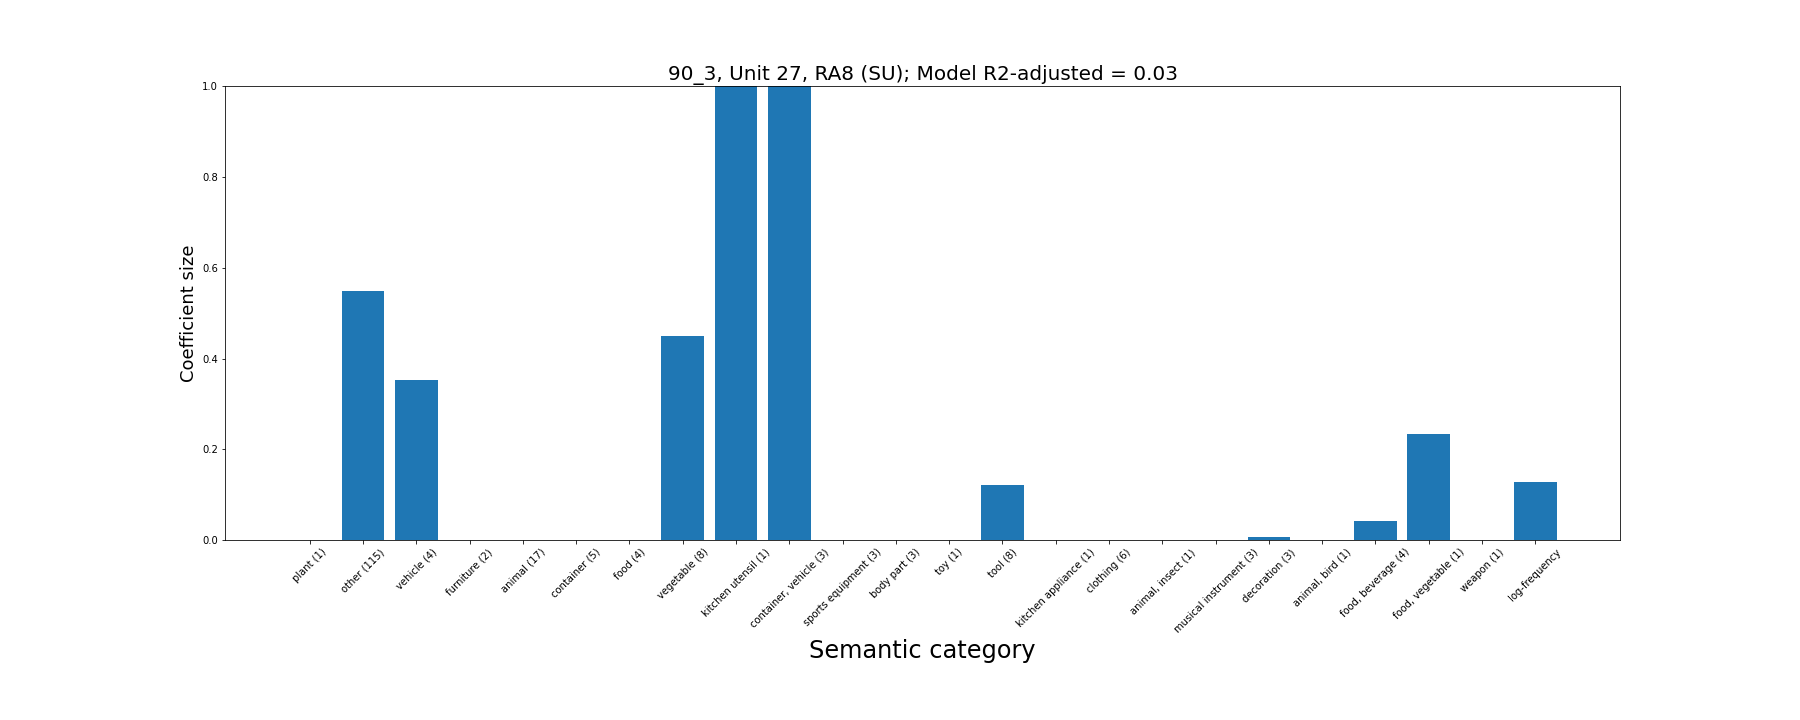 90_3, Unit 27, RA8 (SU); Model R2-adjusted = 0.03
Coefficient size
1.0
0.8
0.6
0.4
0.2
0.0
plant (1)
other (115)
vehicle (4)
furniture (2)
animal (17)
container (5)
food (4)
vegetable (8)
kitchen utensil (1)
container, vehicle (3)
sports equipment (3)
body part (3)
toy (1)
tool (8)
kitchen appliance (1)
clothing (6)
animal, insect (1)
musical instrument (3)
decoration (3)
animal, bird (1)
food, beverage (4)
food, vegetable (1)
weapon (1)
log-frequency
Semantic category